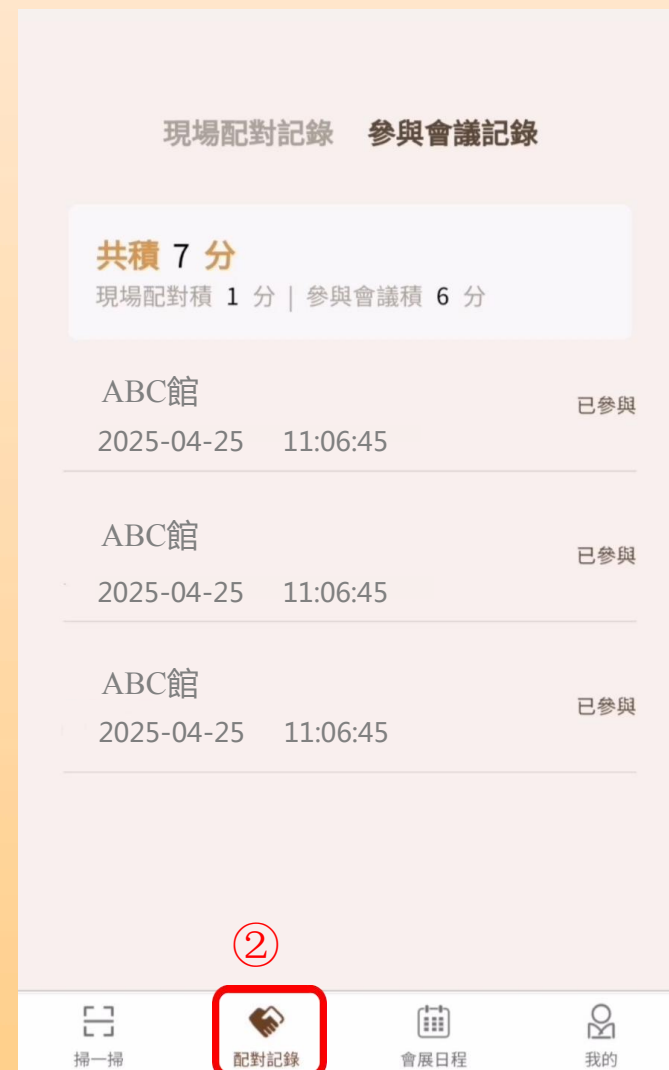 現場配對記錄 參與會議記錄
共積 7 分
現場配對積 1 分 | 參與會議積 6 分
ABC館
已參與
2025-04-25 11:06:45
ABC館
已參與
2025-04-25 11:06:45
ABC館
已參與
2025-04-25 11:06:45
②
掃一掃 配對記錄 會展日程 我的